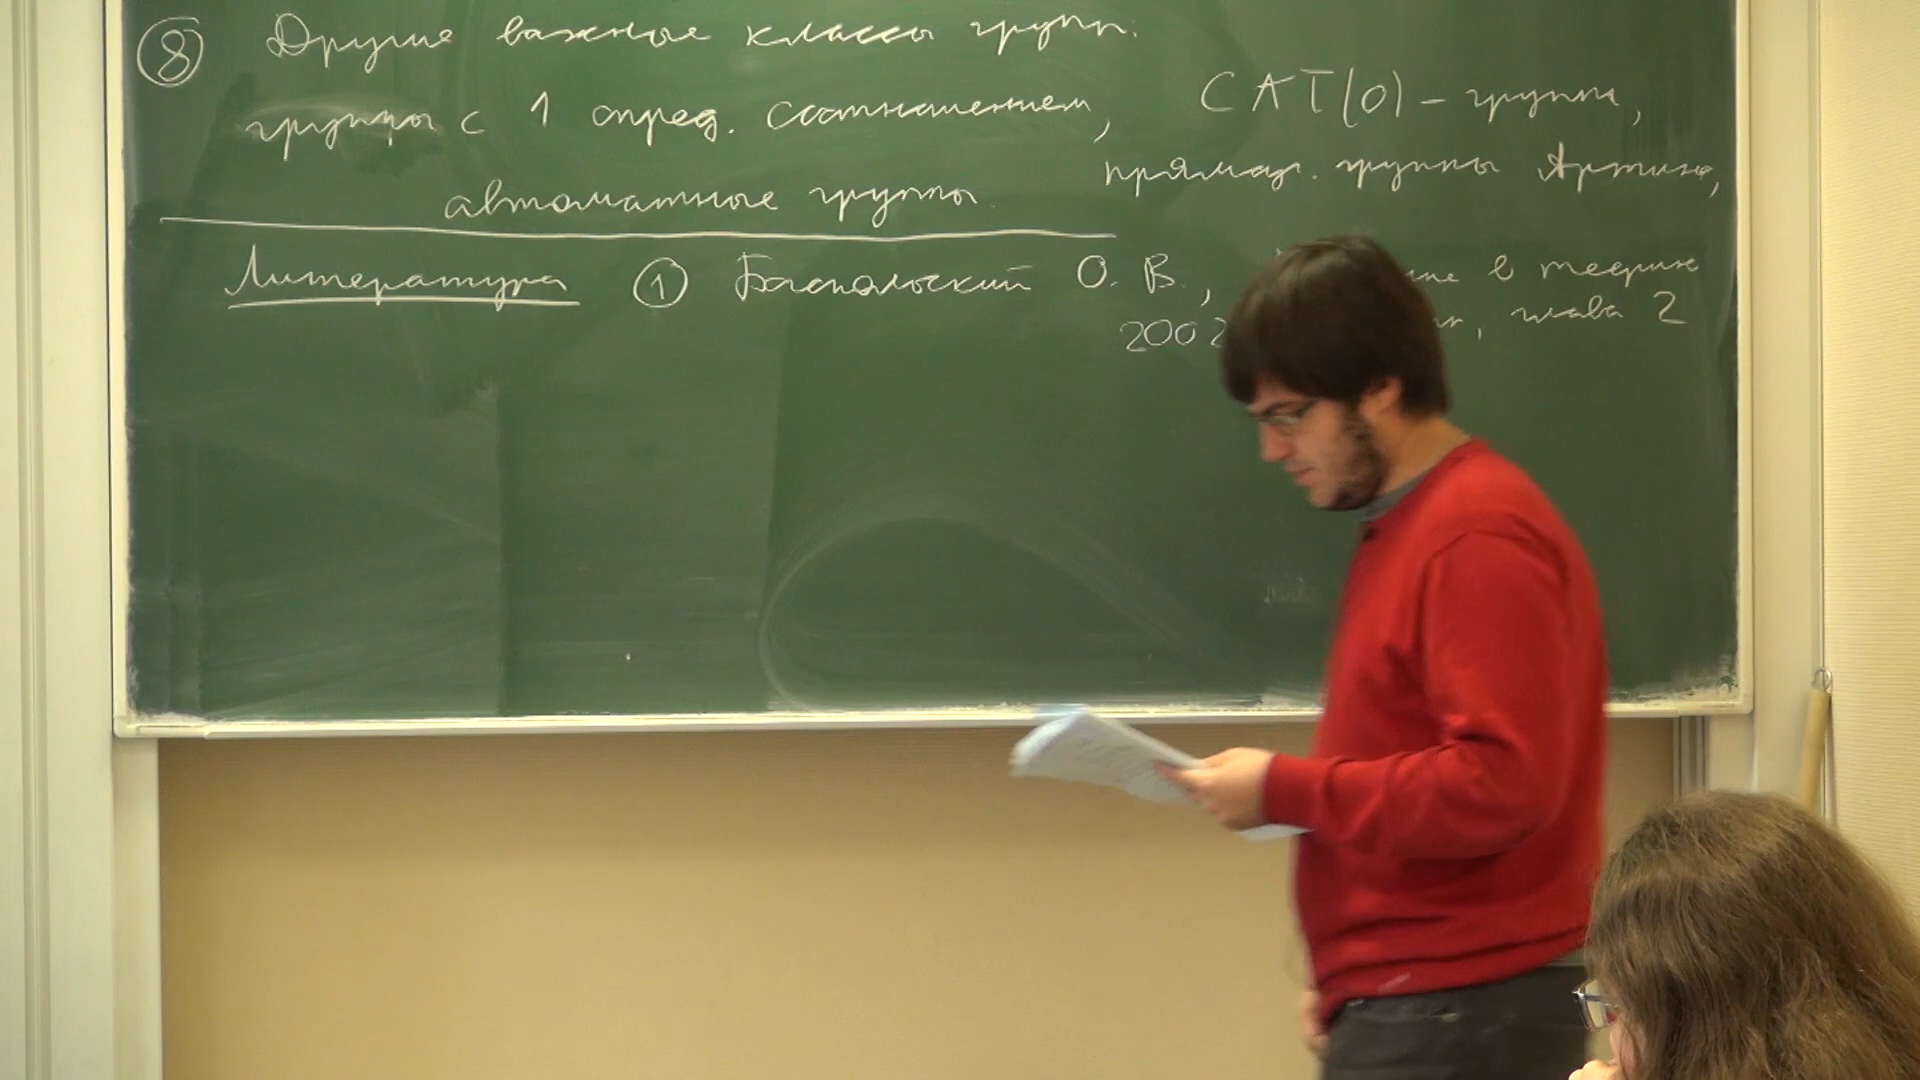 ⑧ Другие важные классы групп:
группы с 1 опред. соотношением, CAT(0) – группы,
прямоуг. группы Артина,
автоматные группы.
Литература ① Богопольский О. В., в теорию
2002 , глава 2